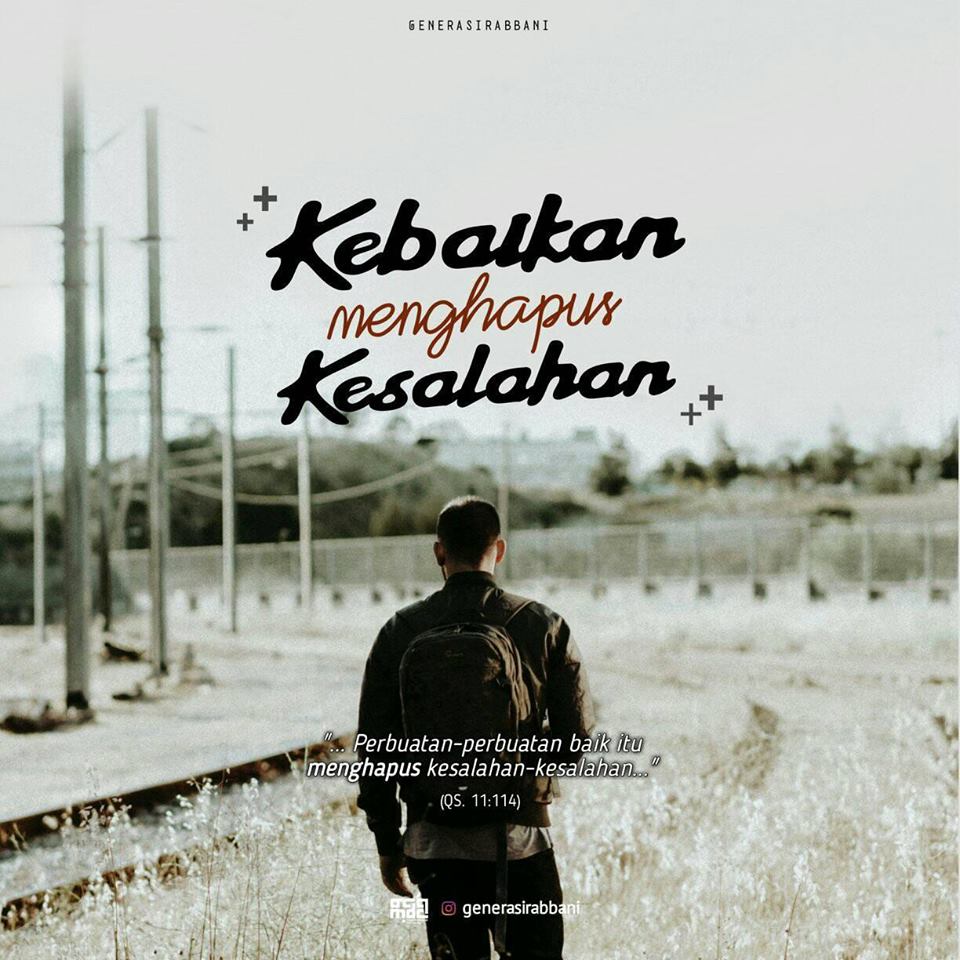 GENERASIRABBANI
Kebaikan
menghapus
Kesalahan
"... Perbuatan-perbuatan baik itu
menghapus kesalahan-kesalahan..."
(QS. 11:114)
generasirabbani